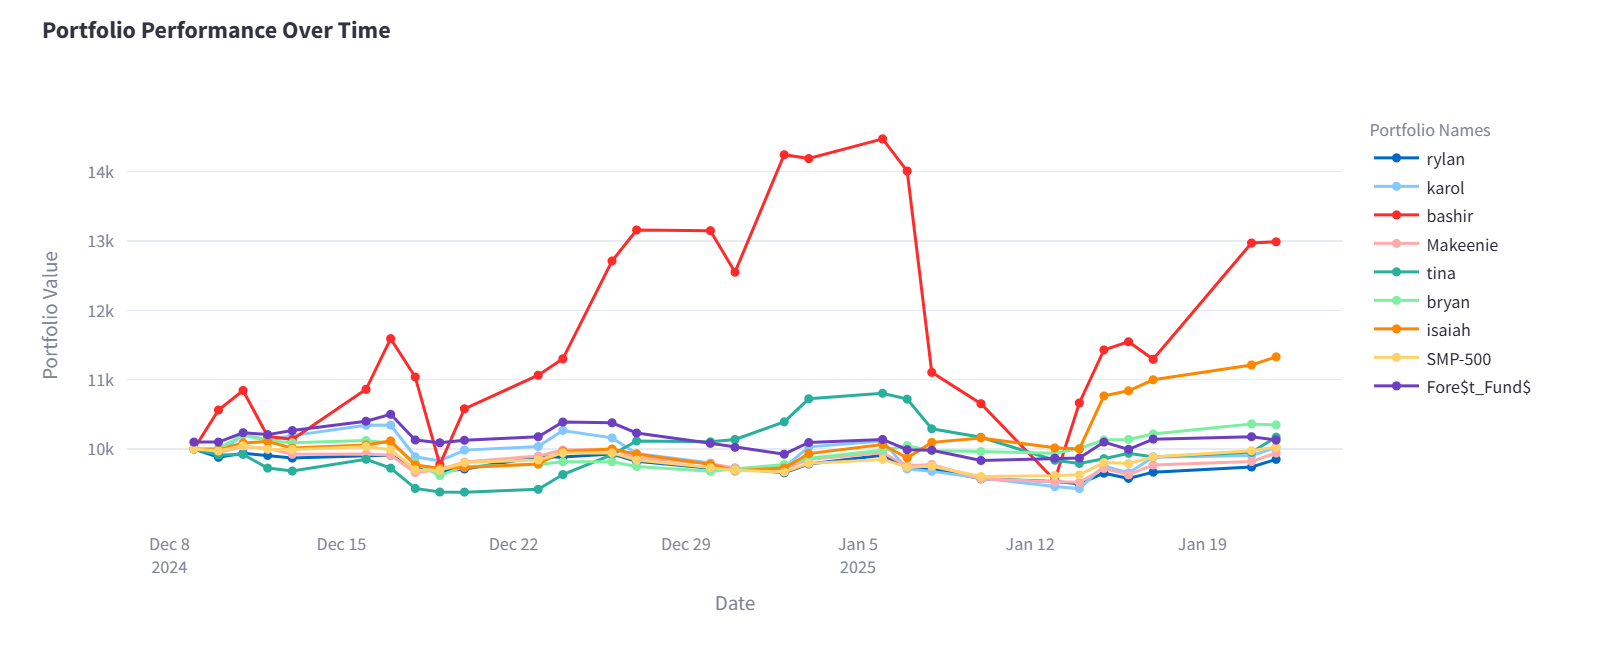 Portfolio Performance Over Time
Portfolio Names
rylan
karol
bashir
Makeenie
tina
bryan
isaiah
SMP-500
Fore$t_Fund$
Portfolio Value
14k
13k
12k
11k
10k
Dec 8
2024
Dec 15
Dec 22
Dec 29
Jan 5
2025
Jan 12
Jan 19
Date